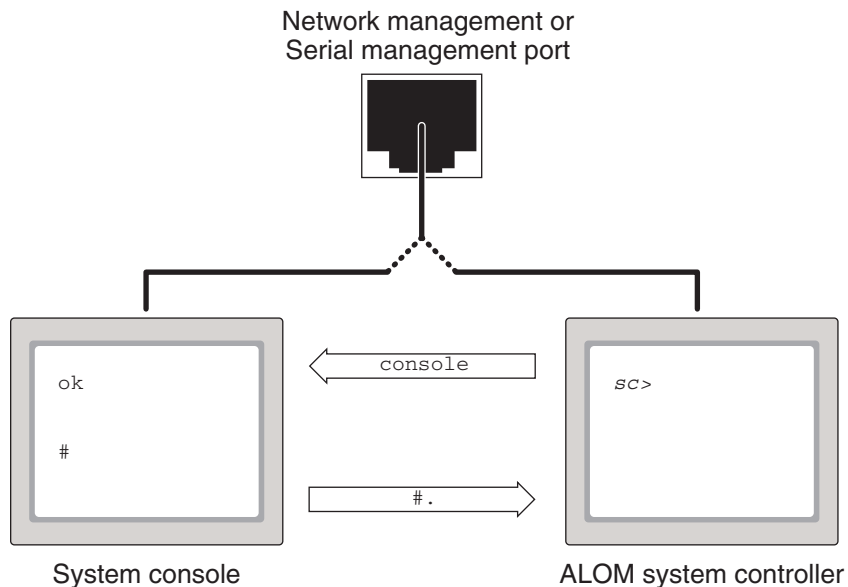 Network management or
Serial management port
console
ok
sc>
#
#.
System console
ALOM system controller